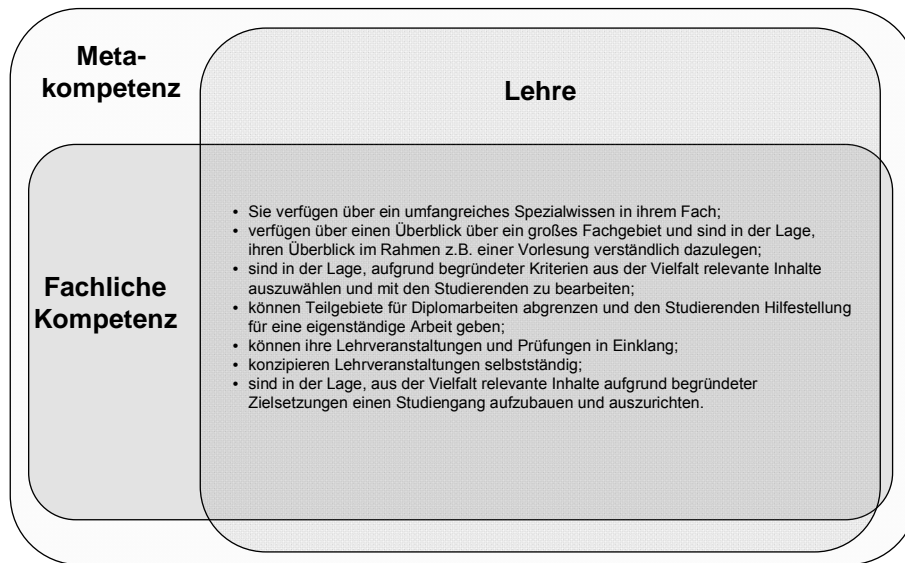 Meta-
kompetenz
Lehre
Fachliche
Kompetenz
• Sie verfügen über ein umfangreiches Spezialwissen in ihrem Fach;
• verfügen über einen Überblick über ein großes Fachgebiet und sind in der Lage,
ihren Überblick im Rahmen z.B. einer Vorlesung verständlich dazulegen;
• sind in der Lage, aufgrund begründeter Kriterien aus der Vielfalt relevante Inhalte
auszuwählen und mit den Studierenden zu bearbeiten;
• können Teilgebiete für Diplomarbeiten abgrenzen und den Studierenden Hilfestellung
für eine eigenständige Arbeit geben;
• können ihre Lehrveranstaltungen und Prüfungen in Einklang;
• konzipieren Lehrveranstaltungen selbstständig;
• sind in der Lage, aus der Vielfalt relevante Inhalte aufgrund begründeter
Zielsetzungen einen Studiengang aufzubauen und auszurichten.